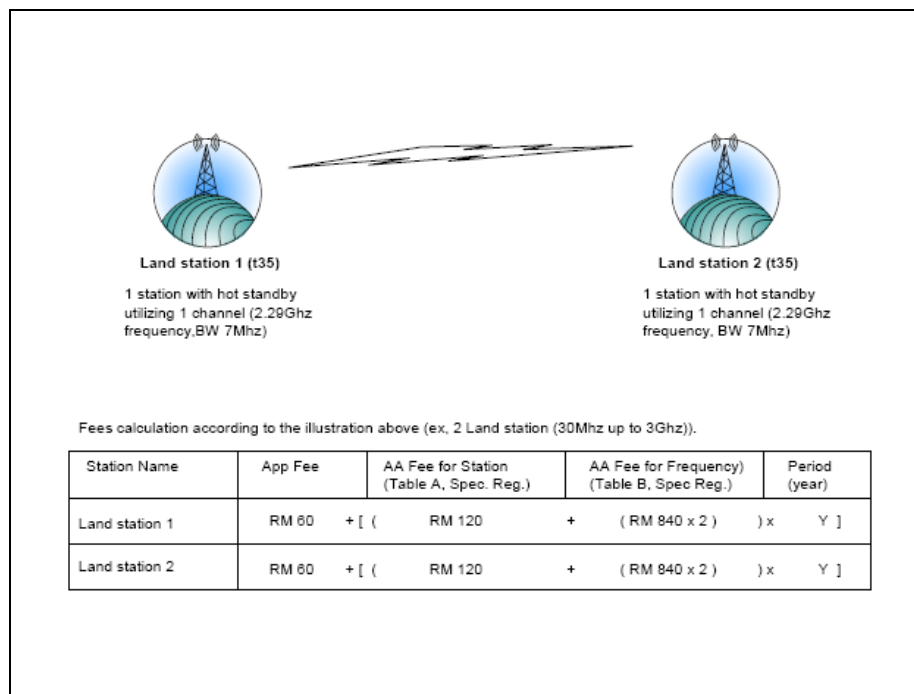 Land station 1 (t35)
1 station with hot standby
utilizing 1 channel (2.29Ghz
frequency,BW 7Mhz)
Land station 2 (t35)
1 station with hot standby
utilizing 1 channel (2.29Ghz
frequency, BW 7Mhz)
Fees calculation according to the illustration above (ex, 2 Land station (30Mhz up to 3Ghz)).
Station Name App Fee AA Fee for Station AA Fee for Frequency) Period
(Table A, Spec. Reg.) (Table B, Spec Reg.) (year)
Land station 1 RM 60 + [ ( RM 120 + ( RM 840 x 2 ) ) x Y ]
Land station 2 RM 60 + [ ( RM 120 + ( RM 840 x 2 ) ) x Y ]